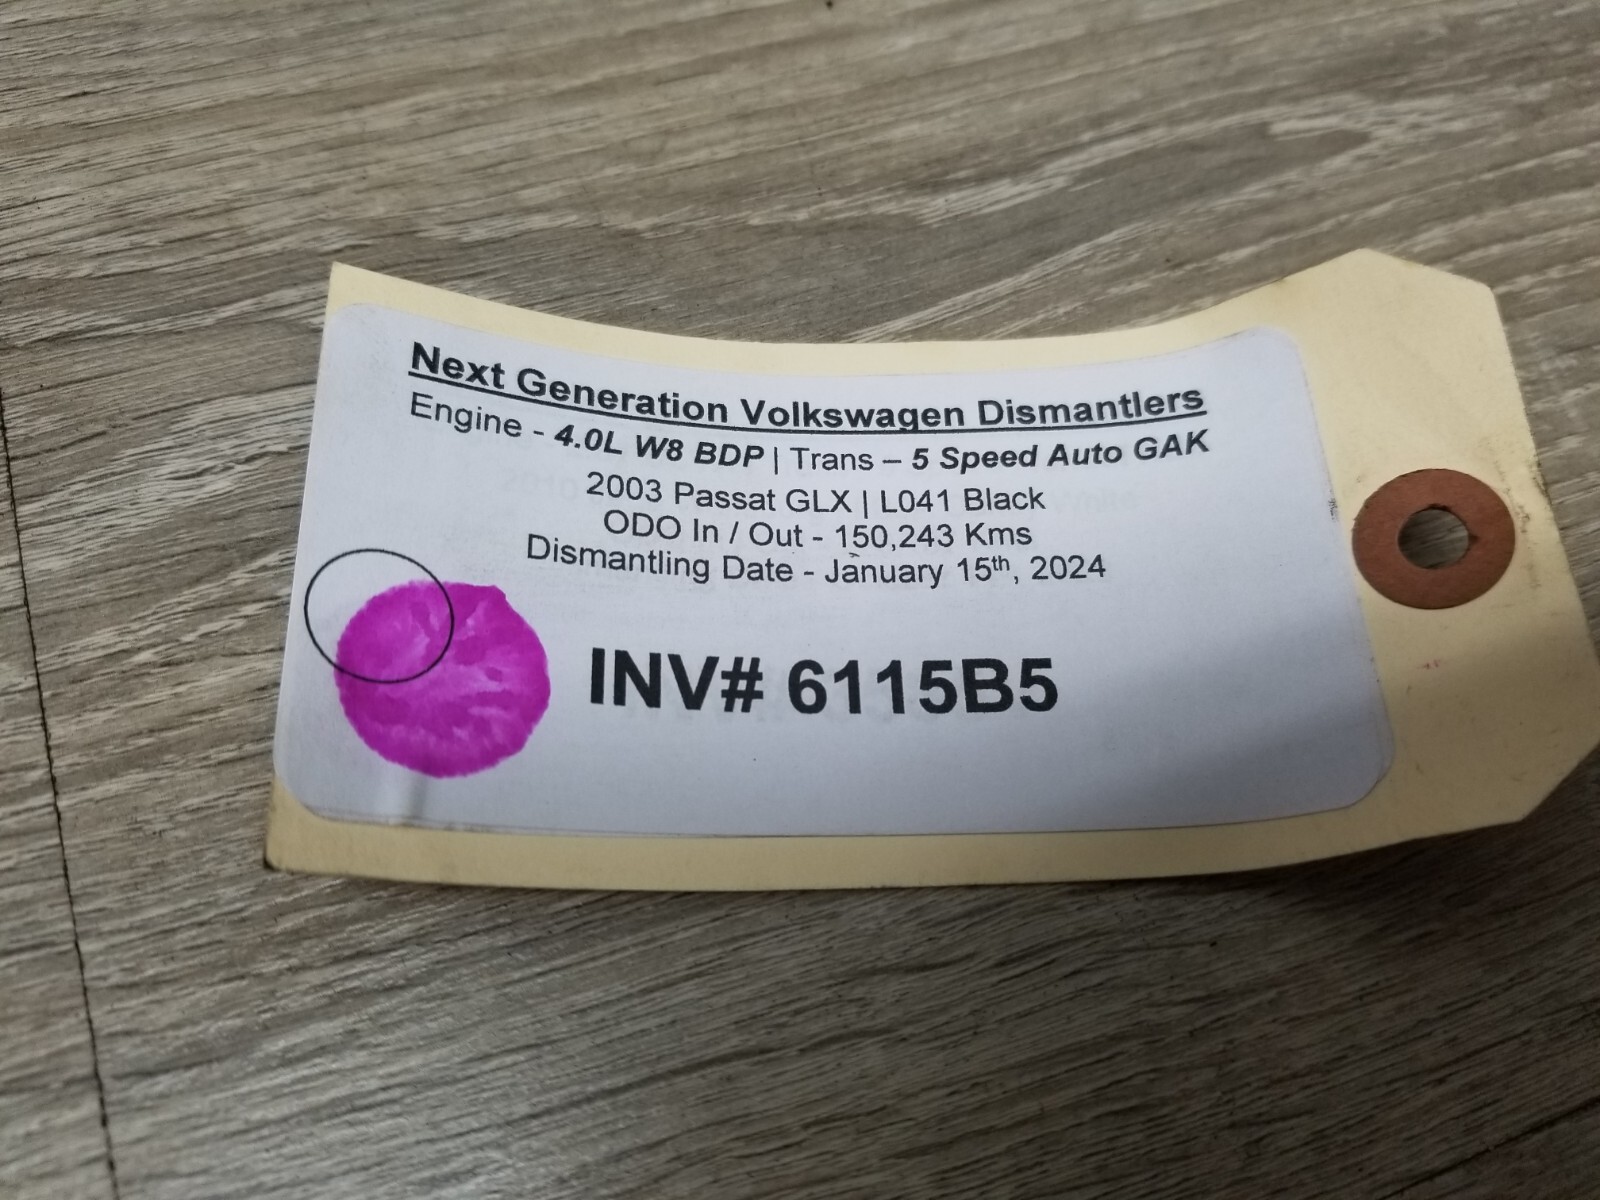 Next Generation Volkswagen Dismantlers
Engine - 4.0L W8 BDP | Trans – 5 Speed Auto GAK
2003 Passat GLX | L041 Black
ODO In / Out - 150,243 Kms
Dismantling Date - January 15th, 2024
INV# 6115B5